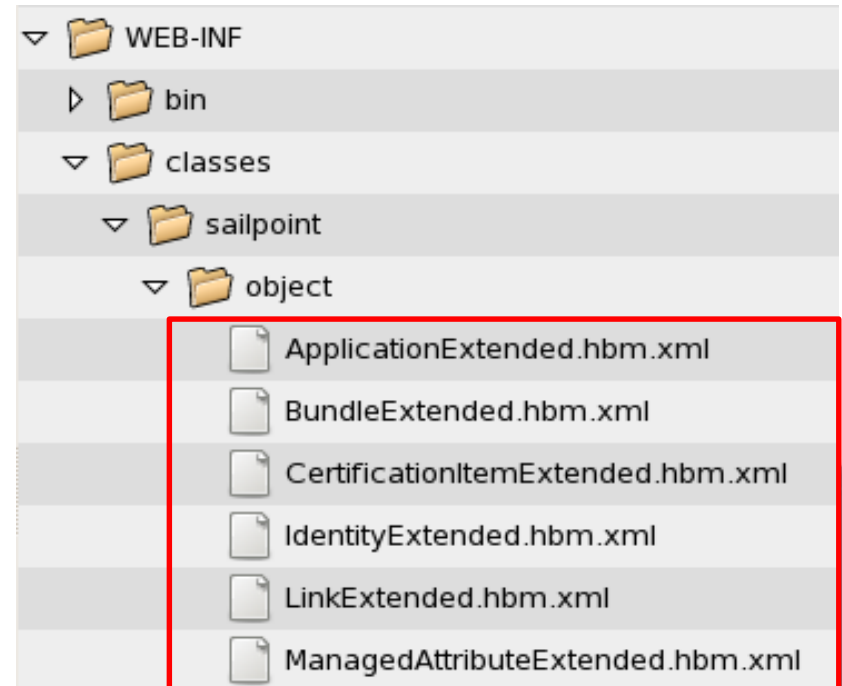 WEB-INF
bin
classes
sailpoint
object
ApplicationExtended.hbm.xml
BundleExtended.hbm.xml
CertificationItemExtended.hbm.xml
IdentityExtended.hbm.xml
LinkExtended.hbm.xml
ManagedAttributeExtended.hbm.xml